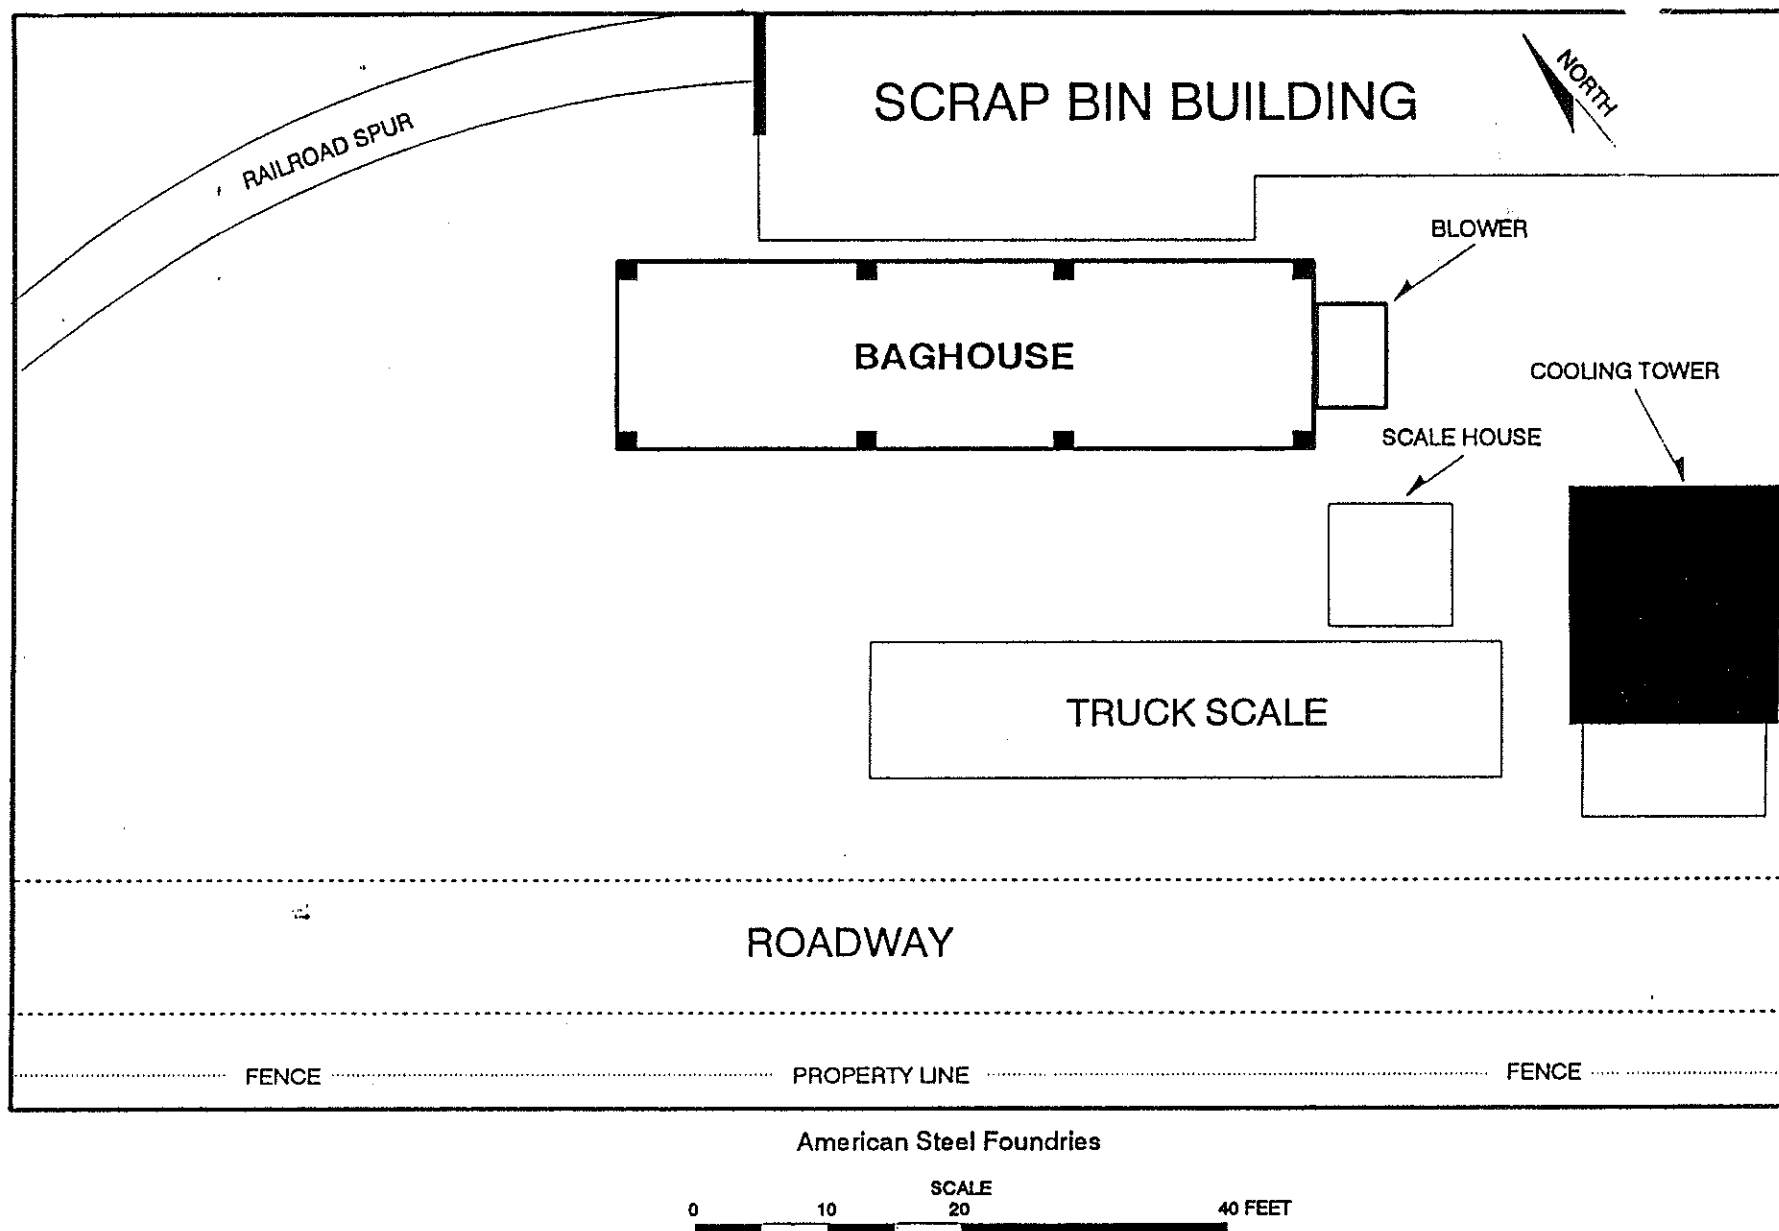 SCRAP BIN BUILDING
NORTH
RAILROAD SPUR
BLOWER
BAGHOUSE
COOLING TOWER
SCALE HOUSE
TRUCK SCALE
ROADWAY
FENCE PROPERTY LINE FENCE
American Steel Foundries
SCALE
0 10 20 40 FEET